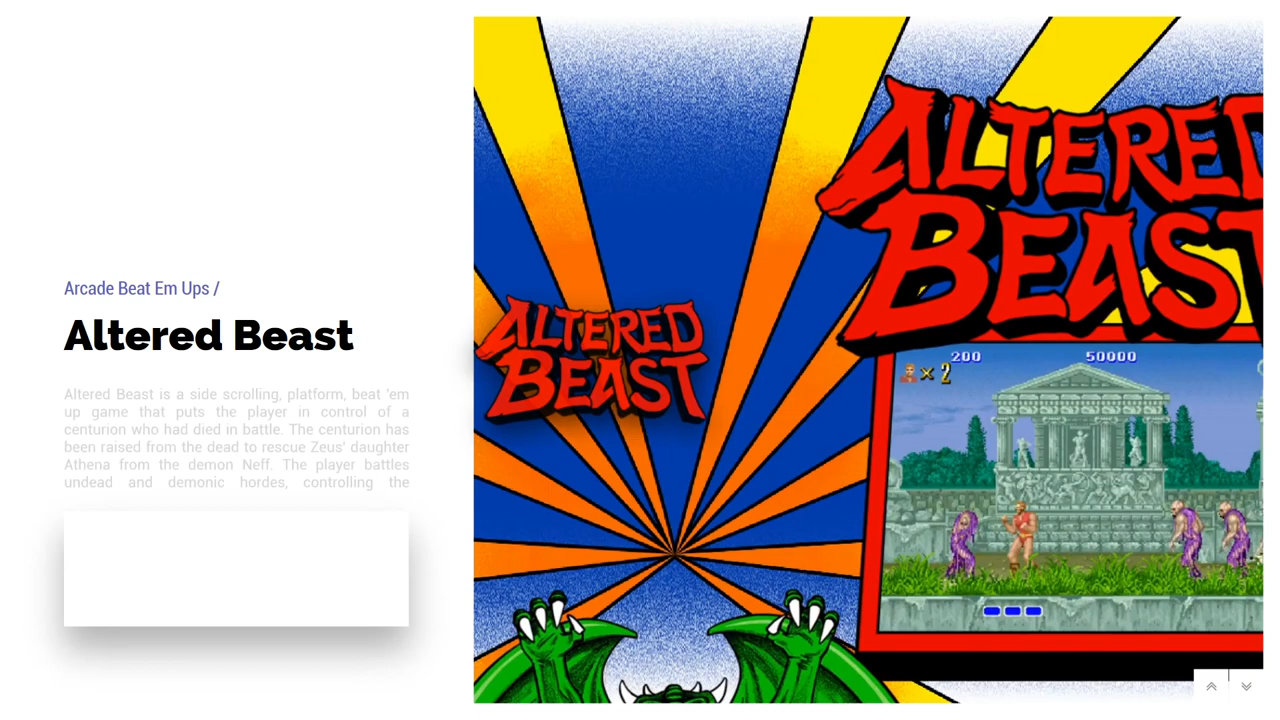 Arcade Beat Em Ups /
Altered Beast
Altered Beast is a side scrolling, platform, beat 'em
up game that puts the player in control of a
centurion who had died in battle. The centurion has
been raised from the dead to rescue Zeus' daughter
Athena from the demon Neff. The player battles
undead and demonic hordes, controlling the
ALTERED
BEAST
ALTERED
BEAST
200 50000
× 2